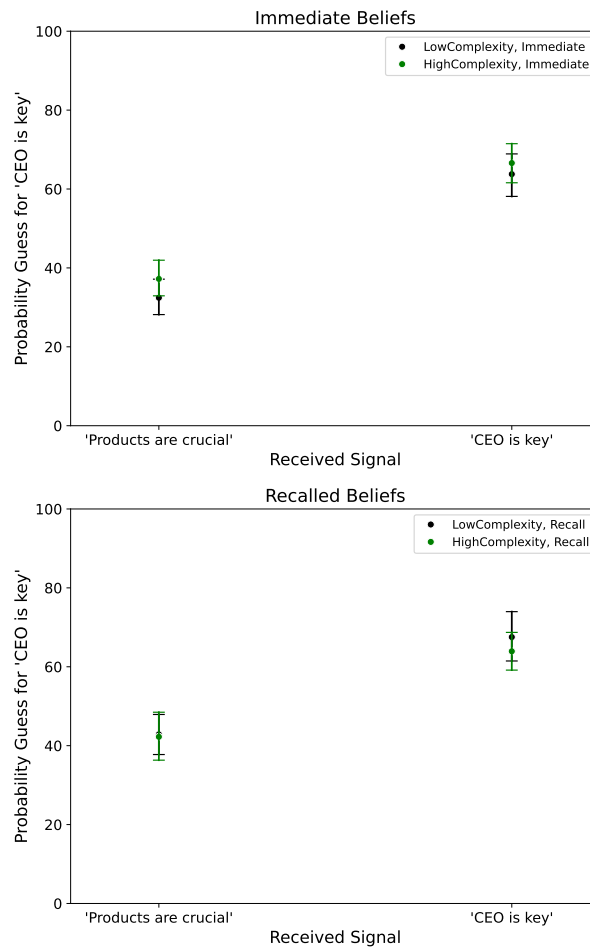 Immediate Beliefs
100
80
60
40
20
0
Probability Guess for 'CEO is key'
LowComplexity, Immediate
HighComplexity, Immediate
'Products are crucial'
'CEO is key'
Received Signal
Recalled Beliefs
100
80
60
40
20
0
Probability Guess for 'CEO is key'
LowComplexity, Recall
HighComplexity, Recall
'Products are crucial'
'CEO is key'
Received Signal